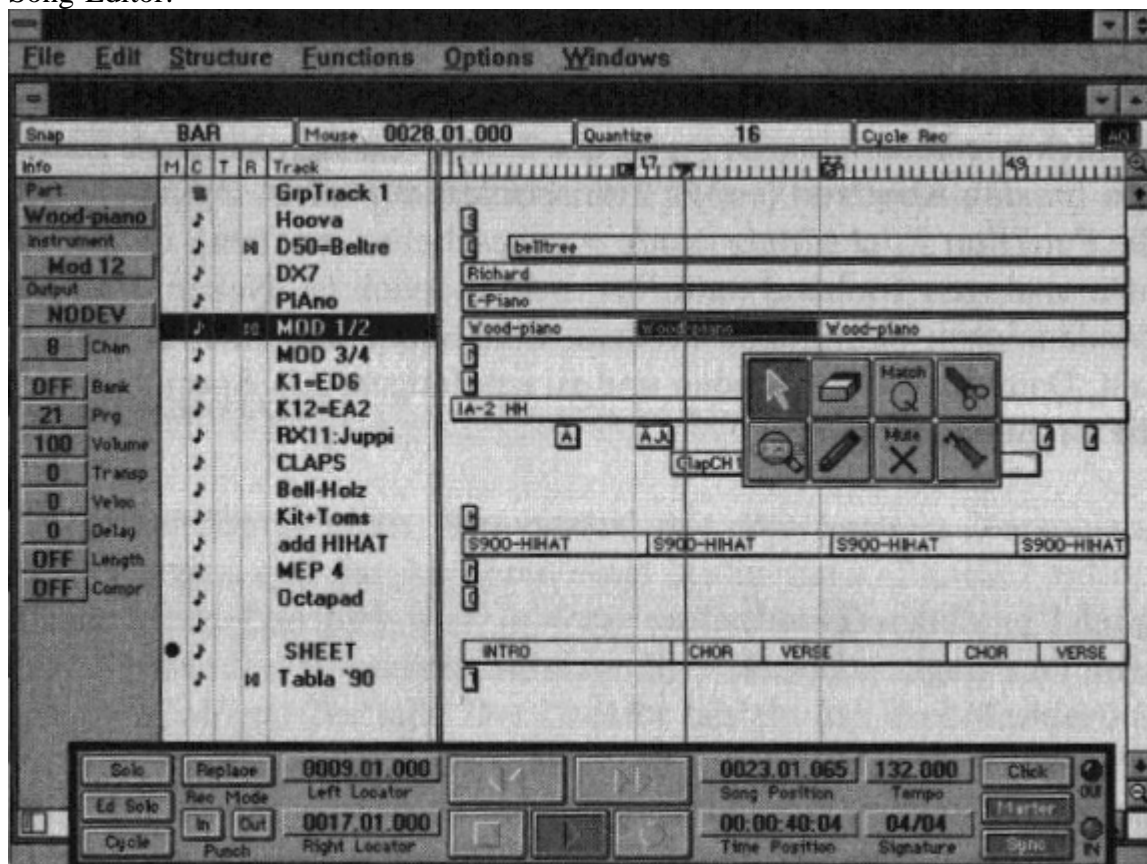 Song Editor.
File Edit Structure Functions Options Windows
Snap BAR Mouse 0028.01.000 Quantize 16 Cycle Rec
Info M C T R Track 1 17 33 49
Part GrpTrack 1
Wood-piano Hoova
Instrument D50=Beltre belltree
Mod 12 DX7 Richard
Output PIAno E-Piano
NODEV MOD 1/2 Wood-piano Wood-piano Wood-piano
8 Chan MOD 3/4
OFF Bank K1=ED6
21 Prg K12=EA2 IA-2 HH
100 Volume RX11:Juppi A
0 Transp CLAPS ClapCH1
0 Veloc Bell-Holz
0 Delay Kit+Toms
OFF Length add HIHAT S900-HIHAT S900-HIHAT S900-HIHAT S900-HIHAT
OFF Compr MEP 4
Octapad
SHEET INTRO CHOR VERSE CHOR VERSE
Tabla `90
Match Q
Mute X
Solo Replace 0009.01.000 0023.01.065 132.000 Click
Rec Mode Left Locator Song Position Tempo OUT
Ed Solo In Out 0017.01.000 00:00:40:04 04/04 Master
Cycle Punch Right Locator Time Position Signature Sync IN